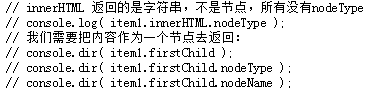 // innerHTML 返回的是字符串，不是节点，所有没有nodeType
// console.log( item1.innerHTML.nodeType );
// 我们需要把内容作为一个节点去返回：
// console.dir( item1.firstChild );
// console.dir( item1.firstChild.nodeType );
// console.dir( item1.firstChild.nodeName );